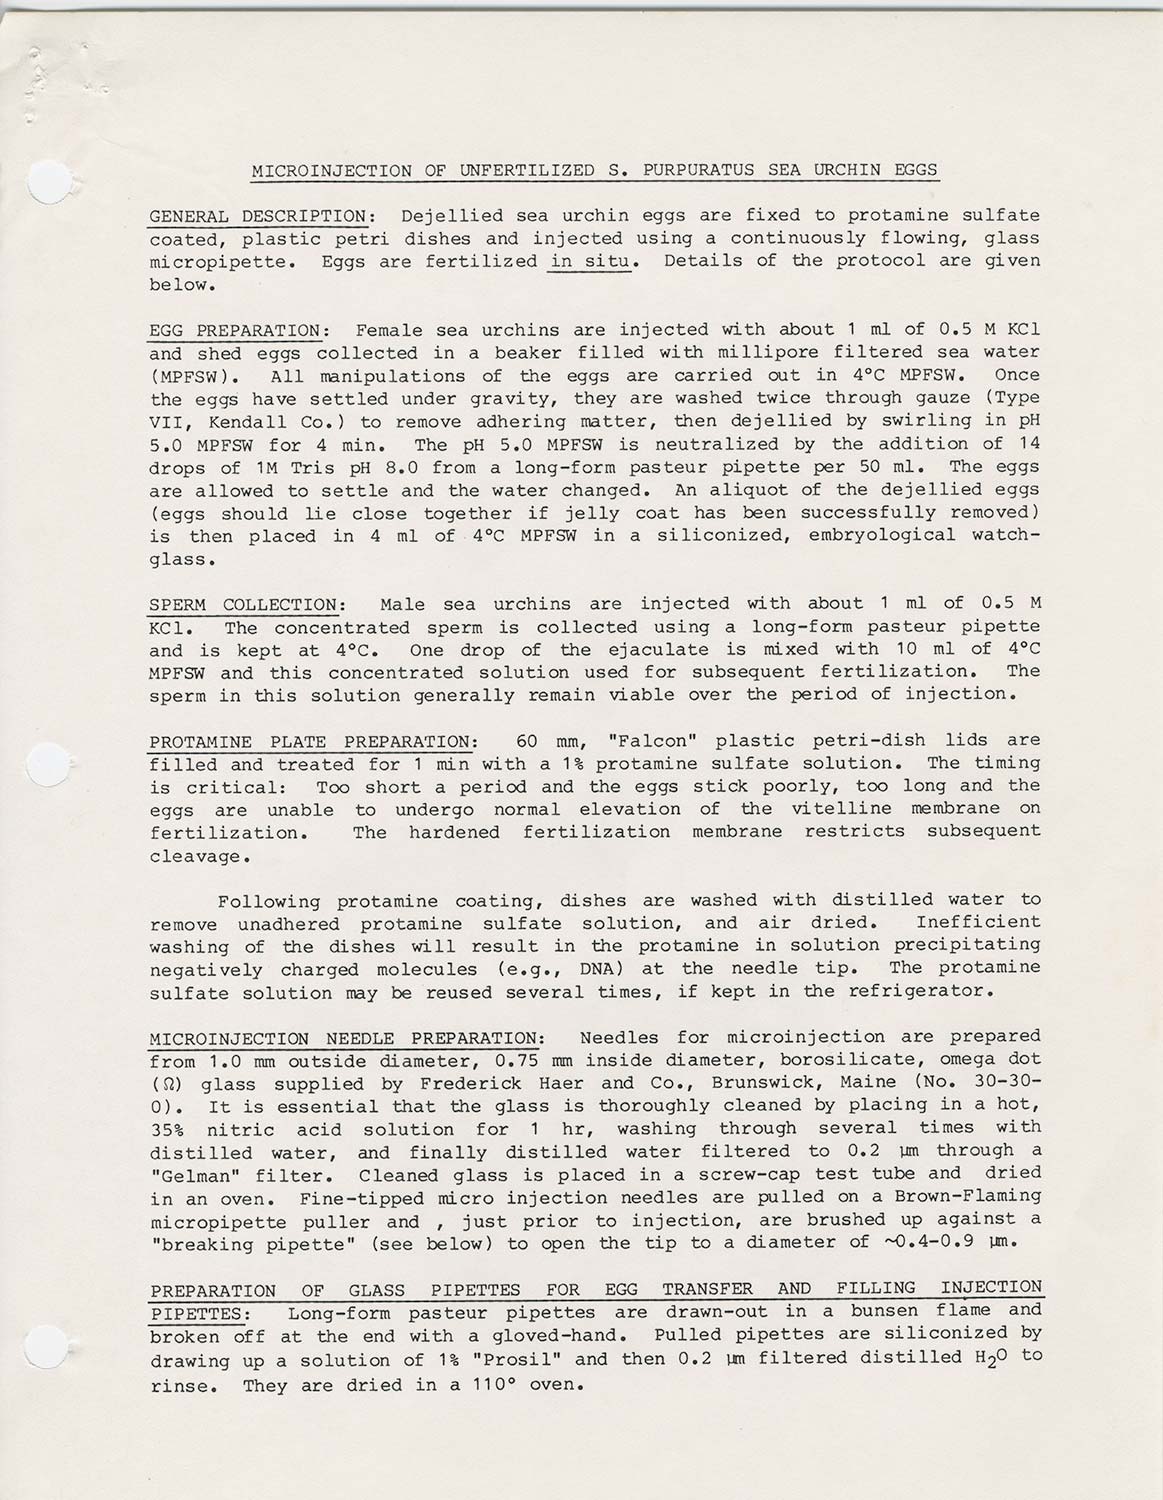 MICROINJECTION OF UNFERTILIZED S. PURPURATUS SEA URCHIN EGGS
GENERAL DESCRIPTION: Dejellied sea urchin eggs are fixed to protamine sulfate
coated, plastic petri dishes and injected using a continuously flowing, glass
micropipette. Eggs are fertilized in situ. Details of the protocol are given
below.
EGG PREPARATION: Female sea urchins are injected with about 1 ml of 0.5 M KCl
and shed eggs collected in a beaker filled with millipore filtered sea water
(MPFSW). All manipulations of the eggs are carried out in 4°C MPFSW. Once
the eggs have settled under gravity, they are washed twice through gauze (Type
VII, Kendall Co.) to remove adhering matter, then dejellied by swirling in pH
5.0 MPFSW for 4 min. The pH 5.0 MPFSW is neutralized by the addition of 14
drops of 1M Tris pH 8.0 from a long-form pasteur pipette per 50 ml. The eggs
are allowed to settle and the water changed. An aliquot of the dejellied eggs
(eggs should lie close together if jelly coat has been successfully removed)
is then placed in 4 ml of 4°C MPFSW in a siliconized, embryological watch-
glass.
SPERM COLLECTION: Male sea urchins are injected with about 1 ml of 0.5 M
KCl. The concentrated sperm is collected using a long-form pasteur pipette
and is kept at 4°C. One drop of the ejaculate is mixed with 10 ml of 4°C
MPFSW and this concentrated solution used for subsequent fertilization. The
sperm in this solution generally remain viable over the period of injection.
PROTAMINE PLATE PREPARATION: 60 mm, "Falcon" plastic petri-dish lids are
filled and treated for 1 min with a 1% protamine sulfate solution. The timing
is critical: Too short a period and the eggs stick poorly, too long and the
eggs are unable to undergo normal elevation of the vitelline membrane on
fertilization. The hardened fertilization membrane restricts subsequent
cleavage.
Following protamine coating, dishes are washed with distilled water to
remove unadhered protamine sulfate solution, and air dried. Inefficient
washing of the dishes will result in the protamine in solution precipitating
negatively charged molecules (e.g., DNA) at the needle tip. The protamine
sulfate solution may be reused several times, if kept in the refrigerator.
MICROINJECTION NEEDLE PREPARATION: Needles for microinjection are prepared
from 1.0 mm outside diameter, 0.75 mm inside diameter, borosilicate, omega dot
(Ω) glass supplied by Frederick Haer and Co., Brunswick, Maine (No. 30-30-
0). It is essential that the glass is thoroughly cleaned by placing in a hot,
35% nitric acid solution for 1 hr, washing through several times with
distilled water, and finally distilled water filtered to 0.2 µm through a
"Gelman" filter. Cleaned glass is placed in a screw-cap test tube and dried
in an oven. Fine-tipped micro injection needles are pulled on a Brown-Flaming
micropipette puller and , just prior to injection, are brushed up against a
"breaking pipette" (see below) to open the tip to a diameter of ~0.4-0.9 µm.
PREPARATION OF GLASS PIPETTES FOR EGG TRANSFER AND FILLING INJECTION
PIPETTES: Long-form pasteur pipettes are drawn-out in a bunsen flame and
broken off at the end with a gloved-hand. Pulled pipettes are siliconized by
drawing up a solution of 1% "Prosil" and then 0.2 µm filtered distilled H2O to
rinse. They are dried in a 110° oven.